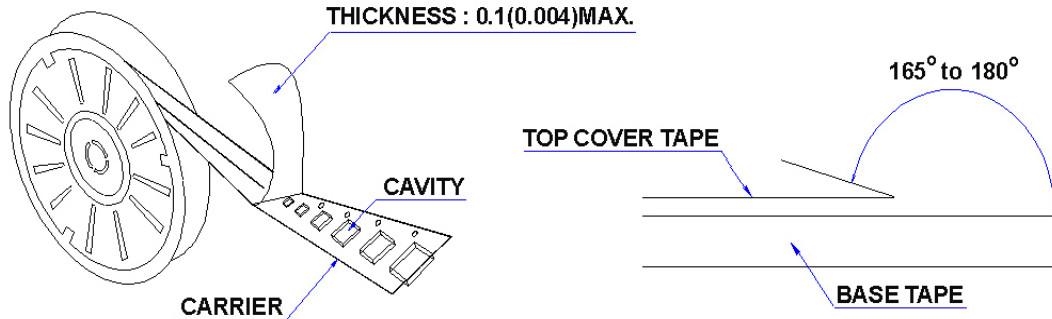 THICKNESS : 0.1(0.004)MAX.
CAVITY
CARRIER
165° to 180°
TOP COVER TAPE
BASE TAPE